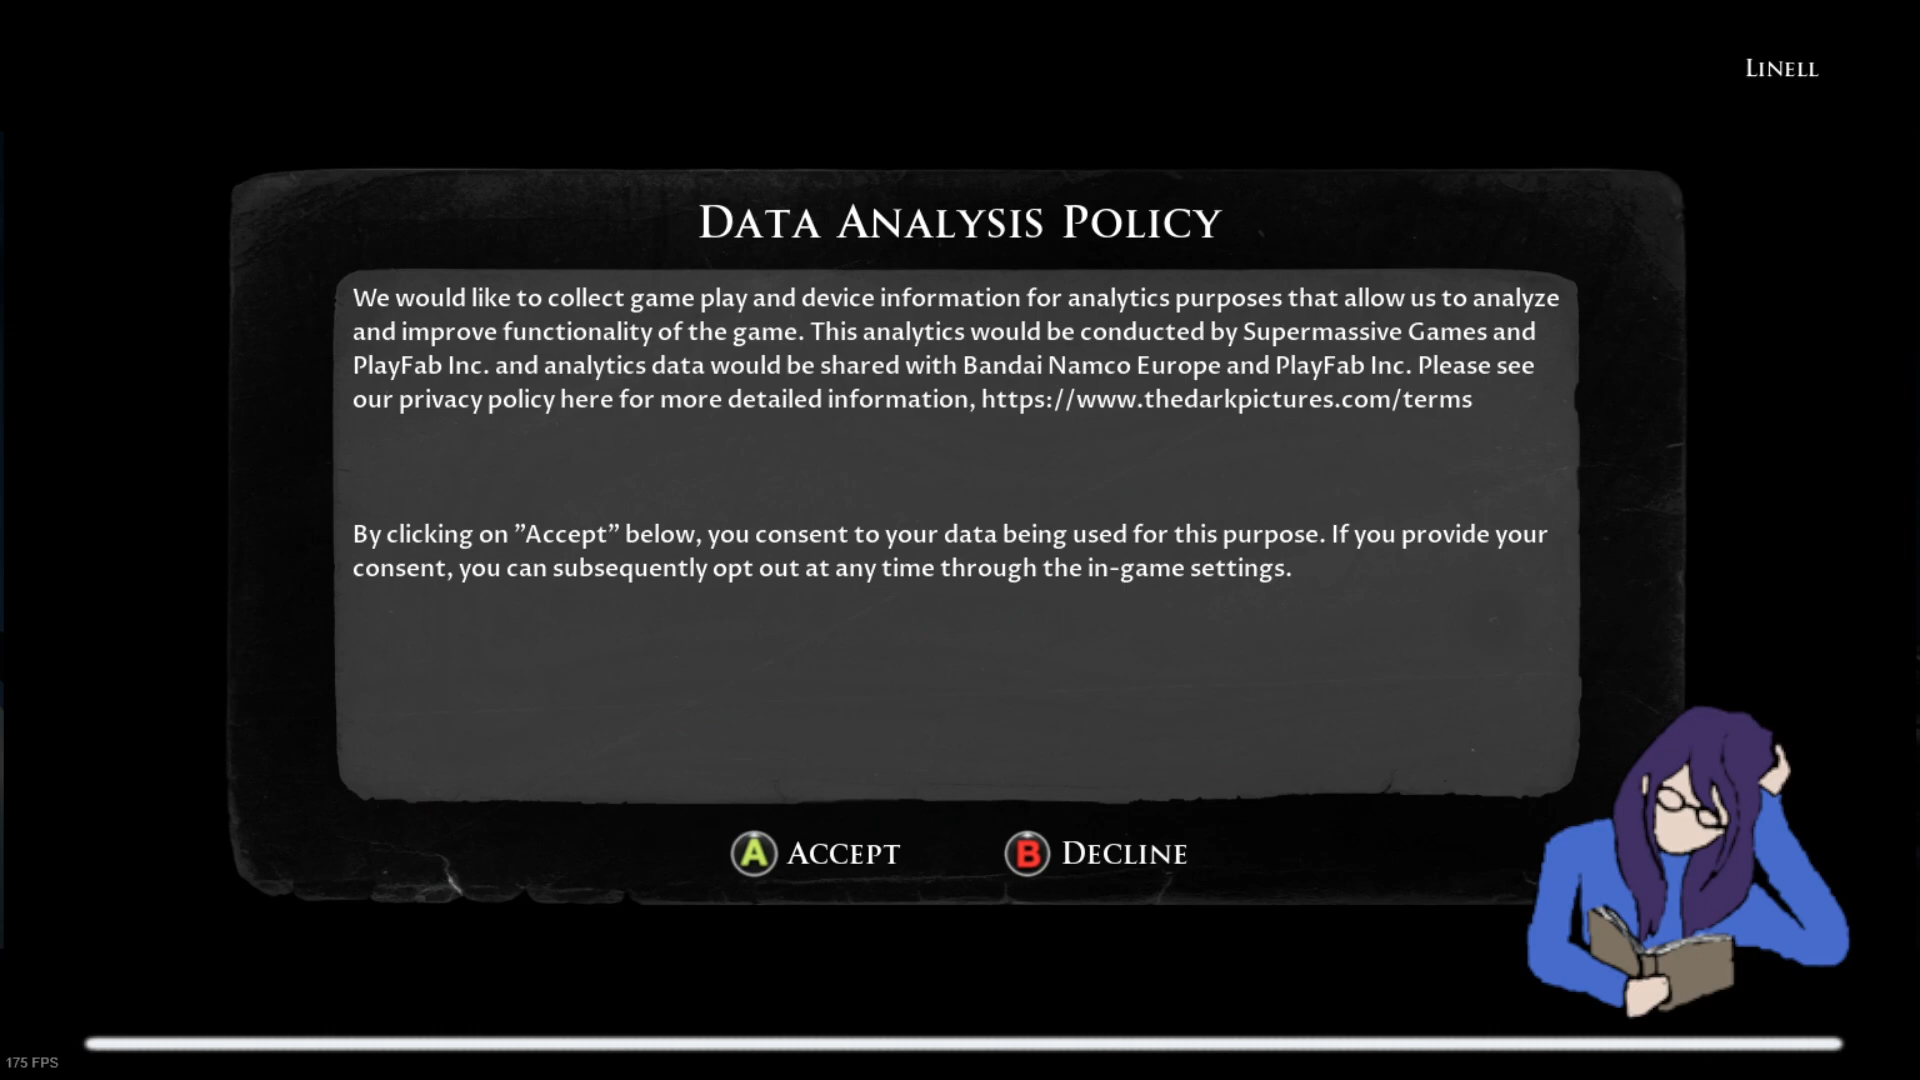 LINELL
DATA ANALYSIS POLICY
We would like to collect game play and device information for analytics purposes that allow us to analyze
and improve functionality of the game. This analytics would be conducted by Supermassive Games and
PlayFab Inc. and analytics data would be shared with Bandai Namco Europe and PlayFab Inc. Please see
our privacy policy here for more detailed information, https://www.thedarkpictures.com/terms
By clicking on ”Accept” below, you consent to your data being used for this purpose. If you provide your
consent, you can subsequently opt out at any time through the in-game settings.
A ACCEPT B DECLINE
175 FPS